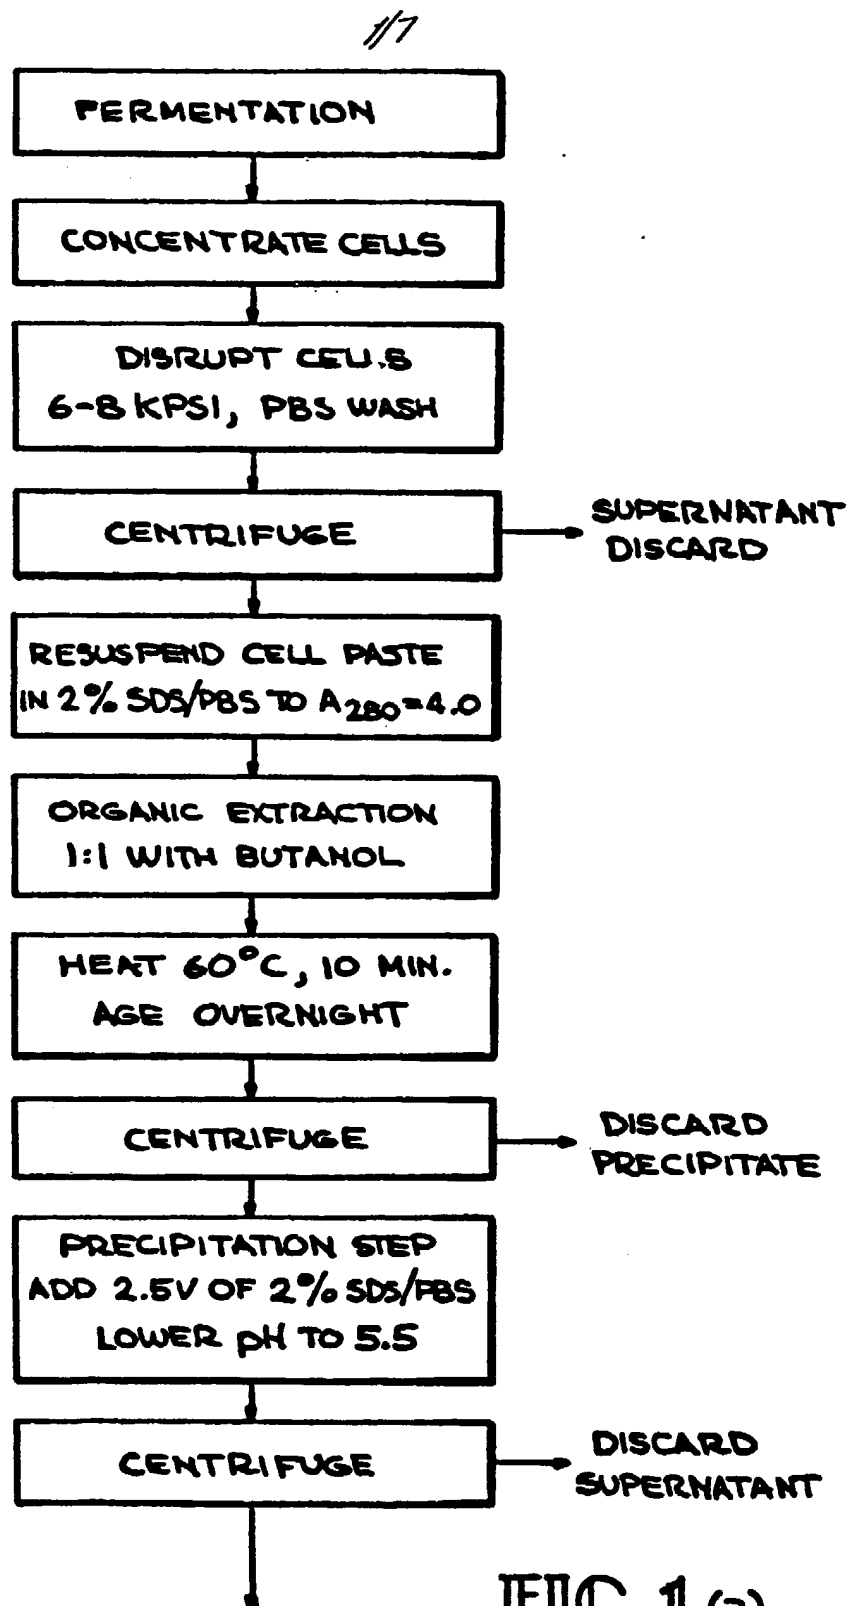 1/7
FERMENTATION
CONCENTRATE CELLS
DISRUPT CELLS
6-8 KPSI, PBS WASH
CENTRIFUGE
SUPERNATANT
DISCARD
RESUSPEND CELL PASTE
IN 2% SDS/PBS TO A280=4.0
ORGANIC EXTRACTION
1:1 WITH BUTANOL
HEAT 60°C, 10 MIN.
AGE OVERNIGHT
CENTRIFUGE
DISCARD
PRECIPITATE
PRECIPITATION STEP
ADD 2.5V OF 2% SDS/PBS
LOWER pH TO 5.5
CENTRIFUGE
DISCARD
SUPERNATANT
FIG. 1 (a)